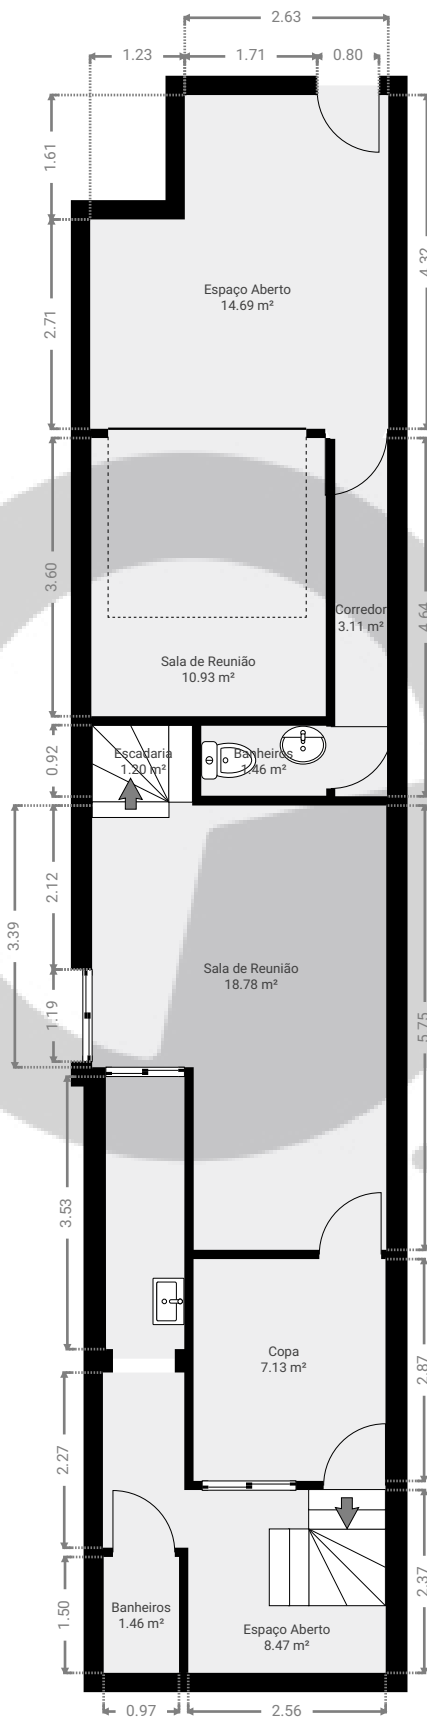 2.63
1.23
1.71
0.80
1.61
4.32
Espaço Aberto
14.69 m²
2.71
3.60
Corredor
3.11 m²
4.64
Sala de Reunião
10.93 m²
0.92
Escadaria
1.20 m²
Banheiros
1.46 m²
2.12
3.39
Sala de Reunião
18.78 m²
1.19
5.75
3.53
Copa
7.13 m²
2.87
2.27
2.37
1.50
Banheiros
1.46 m²
Espaço Aberto
8.47 m²
0.97
2.56